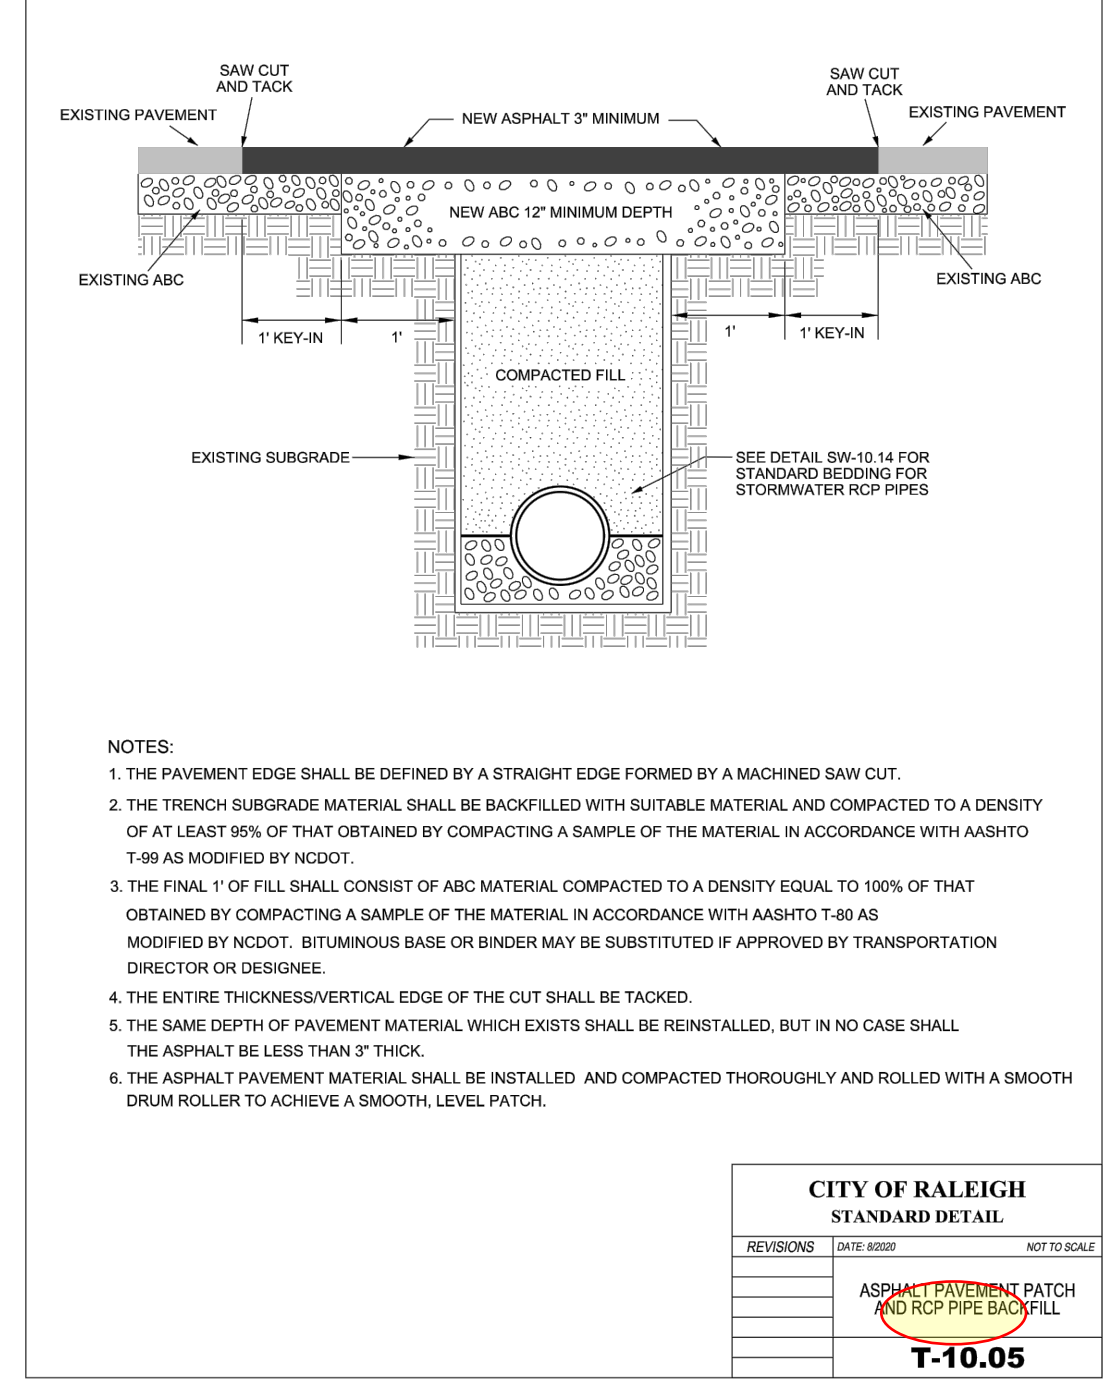 SAW CUT
AND TACK
SAW CUT
AND TACK
EXISTING PAVEMENT
NEW ASPHALT 3" MINIMUM
EXISTING PAVEMENT
NEW ABC 12" MINIMUM DEPTH
EXISTING ABC
EXISTING ABC
1' KEY-IN
1'
1'
1' KEY-IN
COMPACTED FILL
EXISTING SUBGRADE
SEE DETAIL SW-10.14 FOR
STANDARD BEDDING FOR
STORMWATER RCP PIPES
NOTES:
1. THE PAVEMENT EDGE SHALL BE DEFINED BY A STRAIGHT EDGE FORMED BY A MACHINED SAW CUT.
2. THE TRENCH SUBGRADE MATERIAL SHALL BE BACKFILLED WITH SUITABLE MATERIAL AND COMPACTED TO A DENSITY
OF AT LEAST 95% OF THAT OBTAINED BY COMPACTING A SAMPLE OF THE MATERIAL IN ACCORDANCE WITH AASHTO
T-99 AS MODIFIED BY NCDOT.
3. THE FINAL 1' OF FILL SHALL CONSIST OF ABC MATERIAL COMPACTED TO A DENSITY EQUAL TO 100% OF THAT
OBTAINED BY COMPACTING A SAMPLE OF THE MATERIAL IN ACCORDANCE WITH AASHTO T-80 AS
MODIFIED BY NCDOT. BITUMINOUS BASE OR BINDER MAY BE SUBSTITUTED IF APPROVED BY TRANSPORTATION
DIRECTOR OR DESIGNEE.
4. THE ENTIRE THICKNESS/VERTICAL EDGE OF THE CUT SHALL BE TACKED.
5. THE SAME DEPTH OF PAVEMENT MATERIAL WHICH EXISTS SHALL BE REINSTALLED, BUT IN NO CASE SHALL
THE ASPHALT BE LESS THAN 3" THICK.
6. THE ASPHALT PAVEMENT MATERIAL SHALL BE INSTALLED AND COMPACTED THOROUGHLY AND ROLLED WITH A SMOOTH
DRUM ROLLER TO ACHIEVE A SMOOTH, LEVEL PATCH.
CITY OF RALEIGH
STANDARD DETAIL
REVISIONS
DATE: 8/2020
NOT TO SCALE
ASPHALT PAVEMENT PATCH
AND RCP PIPE BACKFILL
T-10.05